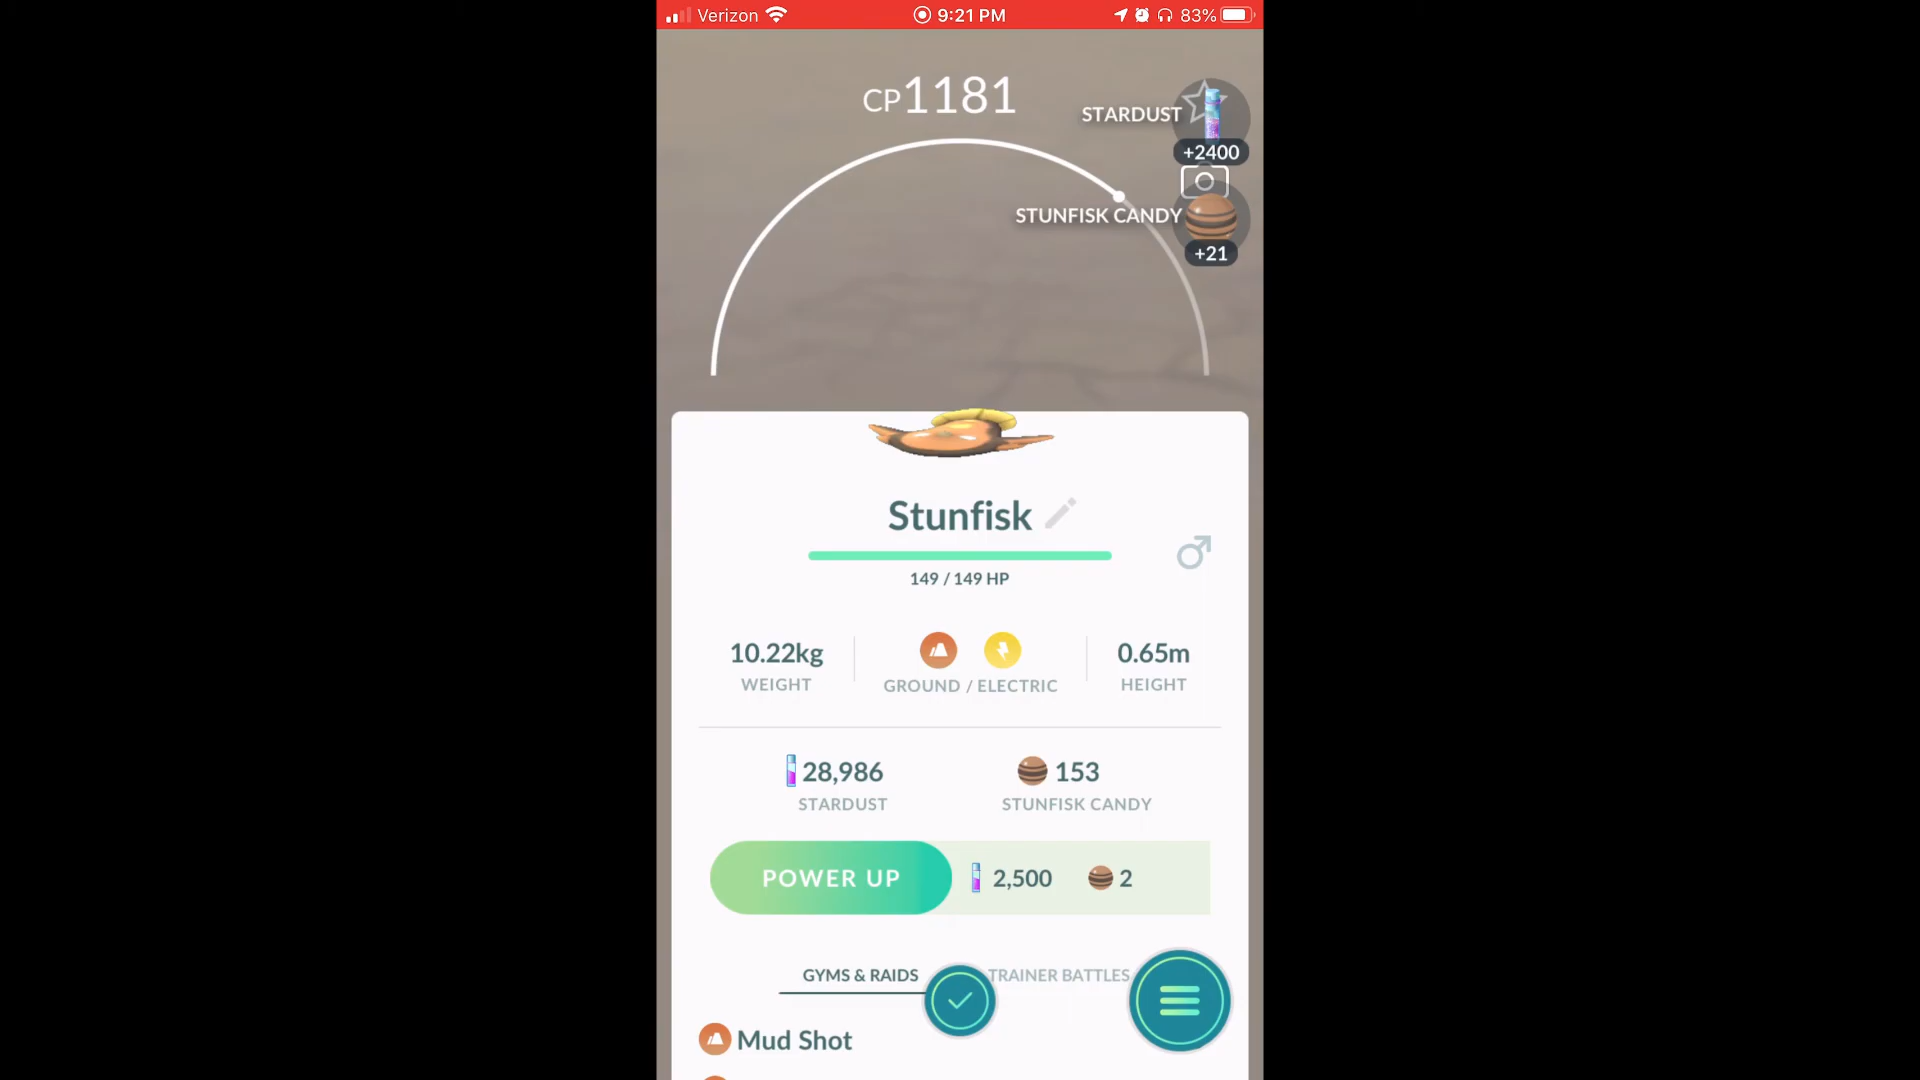 Verizon 9:21 PM 83%
CP1181
STARDUST
+2400
STUNFISK CANDY
+21
Stunfisk
149 / 149 HP
10.22kg
WEIGHT
GROUND / ELECTRIC
0.65m
HEIGHT
28,986
STARDUST
153
STUNFISK CANDY
POWER UP 2,500 2
GYMS & RAIDS TRAINER BATTLES
Mud Shot